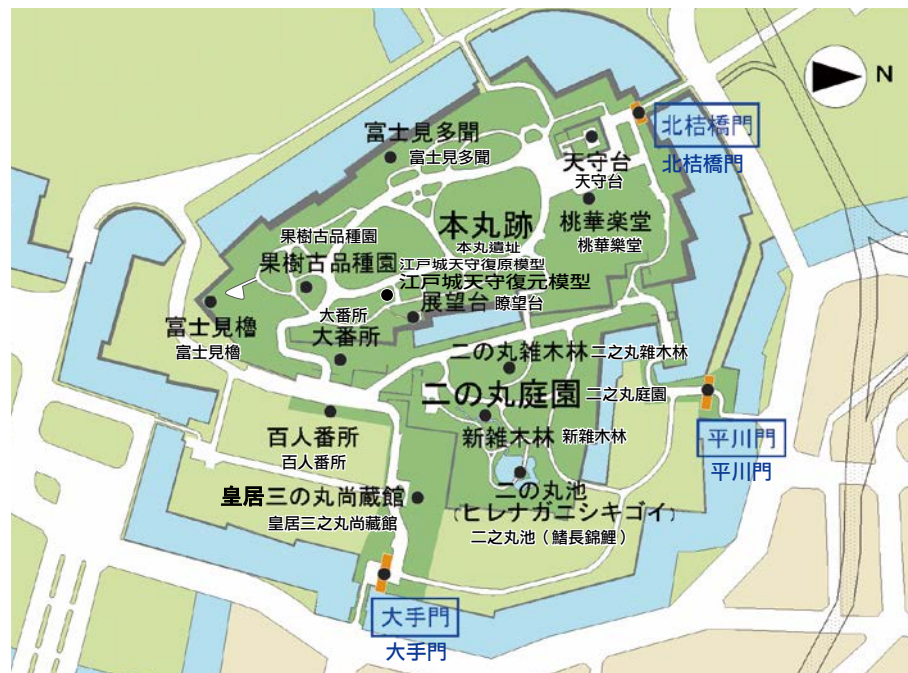 N
北桔橋門
北桔橋門
富士見多聞
富士見多聞
天守台
天守台
本丸跡
本丸遺址
桃華楽堂
桃華樂堂
果樹古品種園
果樹古品種園
江戸城天守復原模型
江戸城天守復元模型
展望台 瞭望台
富士見櫓
富士見櫓
大番所
大番所
二の丸雑木林 二之丸雜木林
二の丸庭園 二之丸庭園
新雑木林 新雜木林
百人番所
百人番所
平川門
平川門
二の丸池
(ヒレナガニシキゴイ)
二之丸池（鰭長錦鯉）
皇居三の丸尚蔵館
皇居三之丸尚藏館
大手門
大手門